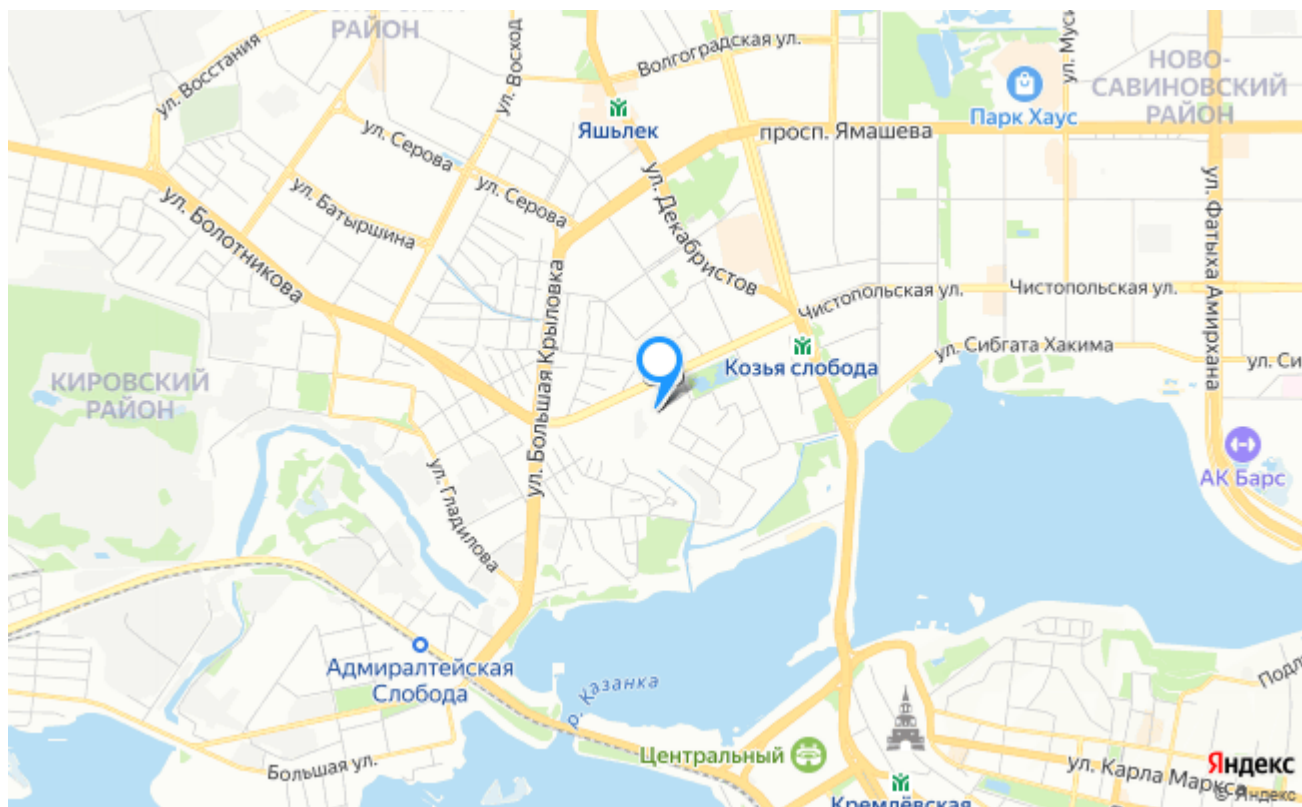 РАЙОН
ул. Восстания
ул. Восход
Волгоградская ул.
НОВО-
САВИНОВСКИЙ
РАЙОН
Парк Хаус
Яшьлек
просп. Ямашева
ул. Серова
ул. Серова
ул. Батыршина
ул. Болотникова
ул. Декабристов
ул. Фатыха Амирхана
Чистопольская ул.
Чистопольская ул.
ул. Большая Крыловка
Козья слобода
ул. Сибгата Хакима
КИРОВСКИЙ
РАЙОН
ул. Гладилова
АК Барс
Адмиралтейская
Слобода
р. Казанка
Центральный
Большая ул.
ул. Карла Маркса
Кремлёвская
Яндекс
© Яндекс